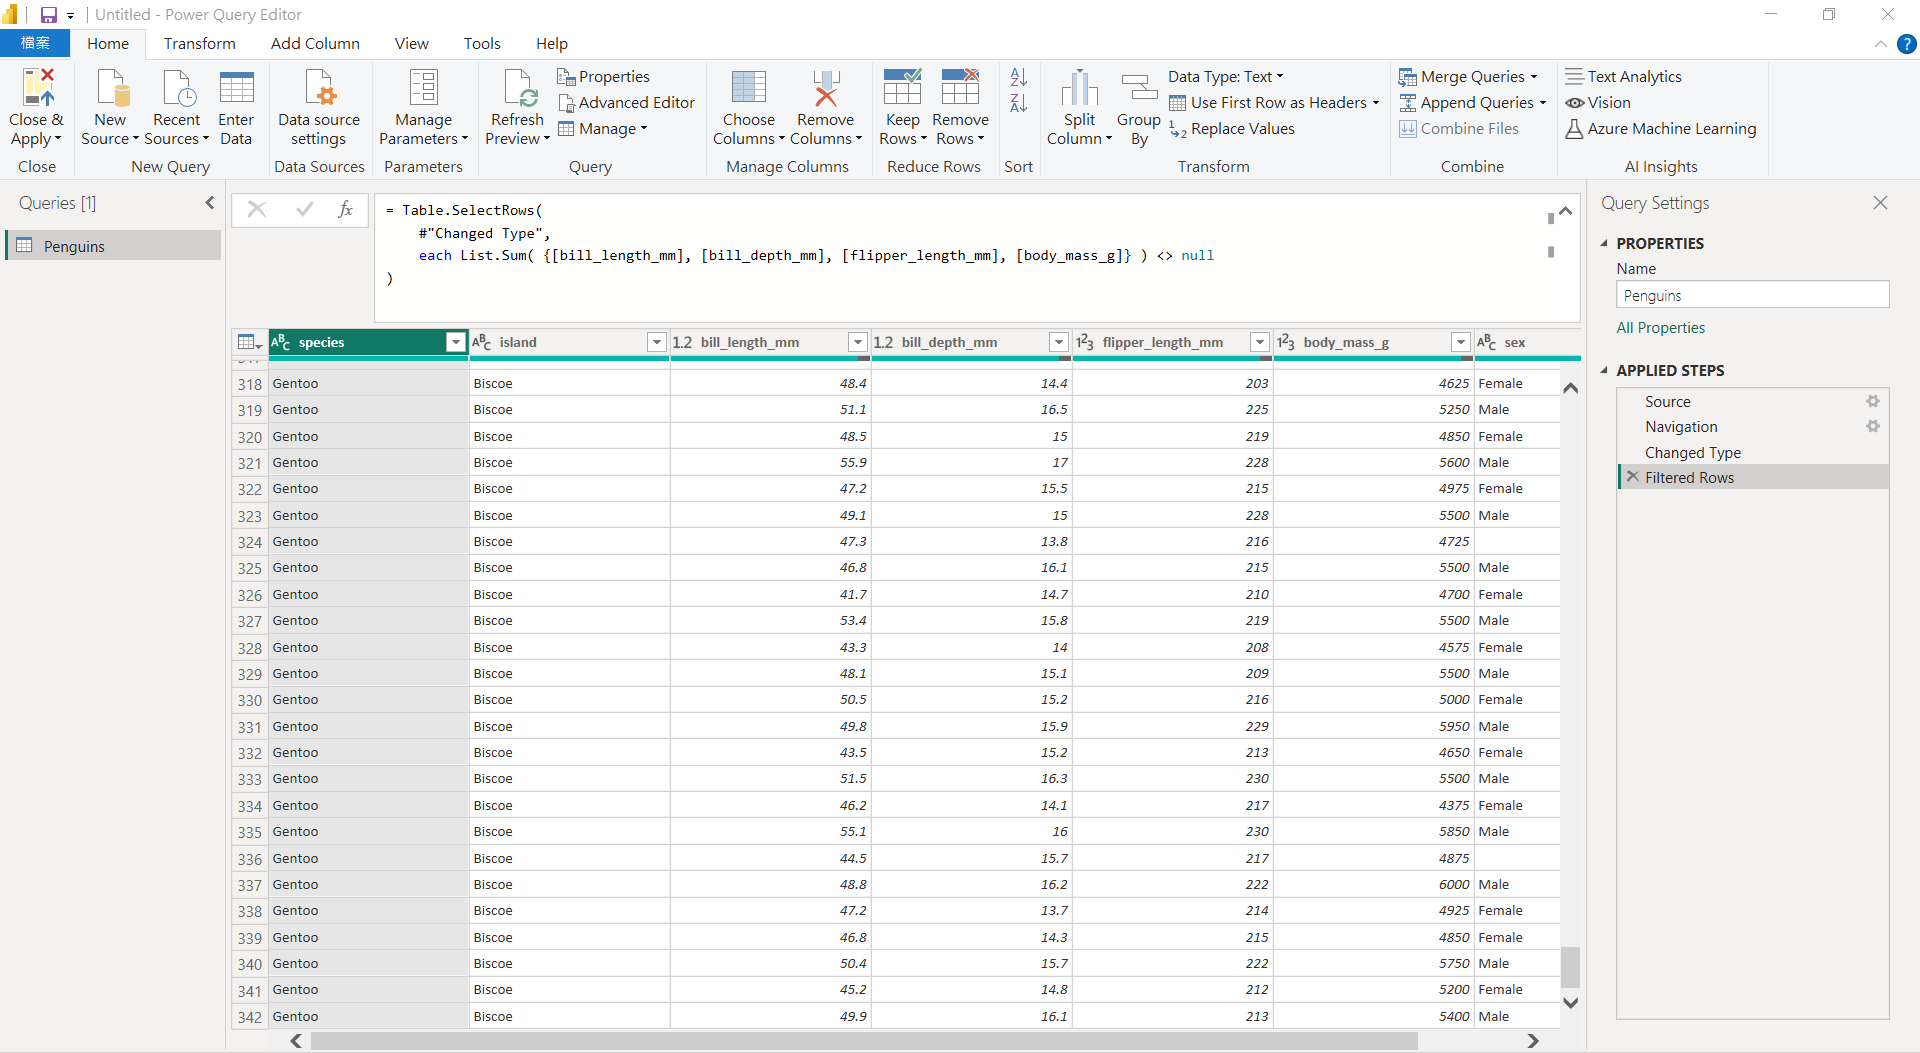 Untitled - Power Query Editor
檔案 Home Transform Add Column View Tools Help
Close & Apply
New Source
Recent Sources
Enter Data
Data source settings
Manage Parameters
Refresh Preview
Properties
Advanced Editor
Manage
Choose Columns
Remove Columns
Keep Rows
Remove Rows
Split Column
Group By
Data Type: Text
Use First Row as Headers
Replace Values
Merge Queries
Append Queries
Combine Files
Text Analytics
Vision
Azure Machine Learning
Close New Query Data Sources Parameters Query Manage Columns Reduce Rows Sort Transform Combine AI Insights
Queries [1]
Penguins
fx
= Table.SelectRows(
#"Changed Type",
each List.Sum( {[bill_length_mm], [bill_depth_mm], [flipper_length_mm], [body_mass_g]} ) <> null
)
ABC species ABC island 1.2 bill_length_mm 1.2 bill_depth_mm 123 flipper_length_mm 123 body_mass_g ABC sex
318 Gentoo Biscoe 48.4 14.4 203 4625 Female
319 Gentoo Biscoe 51.1 16.5 225 5250 Male
320 Gentoo Biscoe 48.5 15 219 4850 Female
321 Gentoo Biscoe 55.9 17 228 5600 Male
322 Gentoo Biscoe 47.2 15.5 215 4975 Female
323 Gentoo Biscoe 49.1 15 228 5500 Male
324 Gentoo Biscoe 47.3 13.8 216 4725
325 Gentoo Biscoe 46.8 16.1 215 5500 Male
326 Gentoo Biscoe 41.7 14.7 210 4700 Female
327 Gentoo Biscoe 53.4 15.8 219 5500 Male
328 Gentoo Biscoe 43.3 14 208 4575 Female
329 Gentoo Biscoe 48.1 15.1 209 5500 Male
330 Gentoo Biscoe 50.5 15.2 216 5000 Female
331 Gentoo Biscoe 49.8 15.9 229 5950 Male
332 Gentoo Biscoe 43.5 15.2 213 4650 Female
333 Gentoo Biscoe 51.5 16.3 230 5500 Male
334 Gentoo Biscoe 46.2 14.1 217 4375 Female
335 Gentoo Biscoe 55.1 16 230 5850 Male
336 Gentoo Biscoe 44.5 15.7 217 4875
337 Gentoo Biscoe 48.8 16.2 222 6000 Male
338 Gentoo Biscoe 47.2 13.7 214 4925 Female
339 Gentoo Biscoe 46.8 14.3 215 4850 Female
340 Gentoo Biscoe 50.4 15.7 222 5750 Male
341 Gentoo Biscoe 45.2 14.8 212 5200 Female
342 Gentoo Biscoe 49.9 16.1 213 5400 Male
Query Settings
PROPERTIES
Name
Penguins
All Properties
APPLIED STEPS
Source
Navigation
Changed Type
Filtered Rows